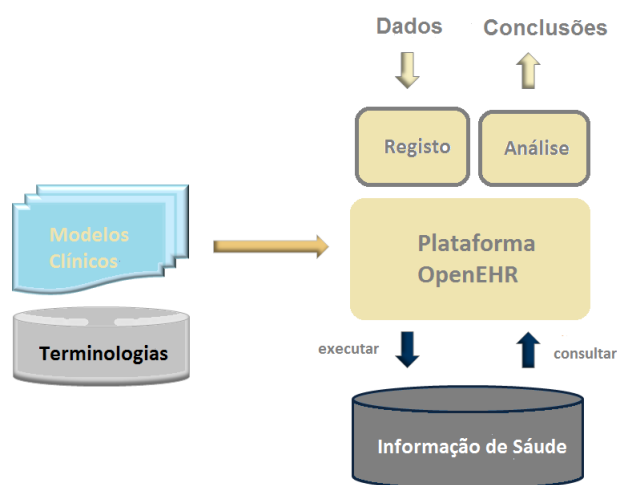 Dados
Conclusões
Registo
Análise
Modelos
Clínicos
Plataforma
OpenEHR
Terminologias
executar
consultar
Informação de Sáude